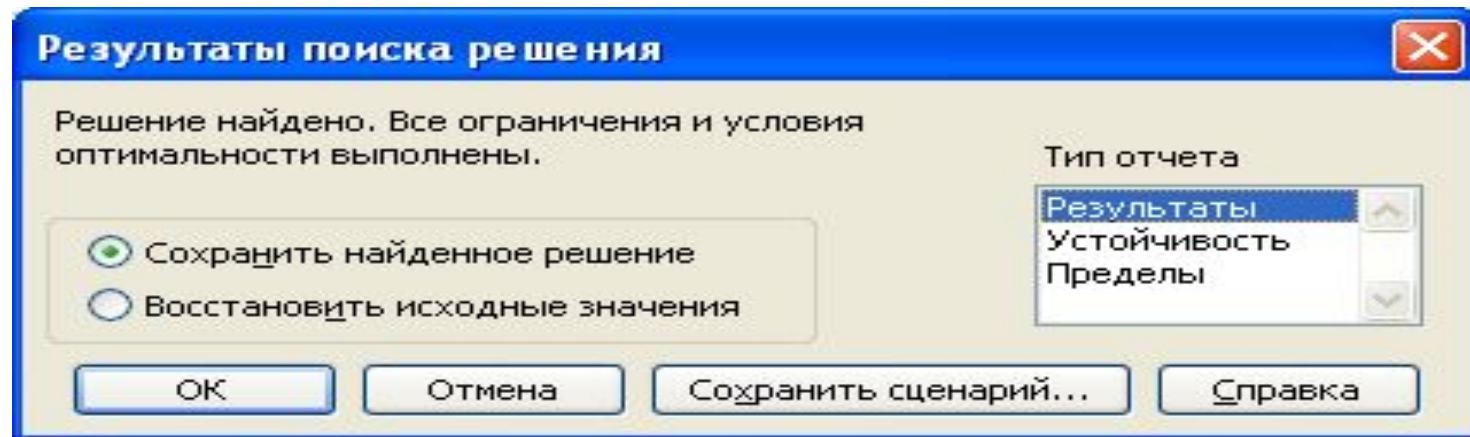 Результаты поиска решения
Решение найдено. Все ограничения и условия
оптимальности выполнены.
Тип отчета
Результаты
Устойчивость
Пределы
Сохранить найденное решение
Восстановить исходные значения
ОК
Отмена
Сохранить сценарий...
Справка